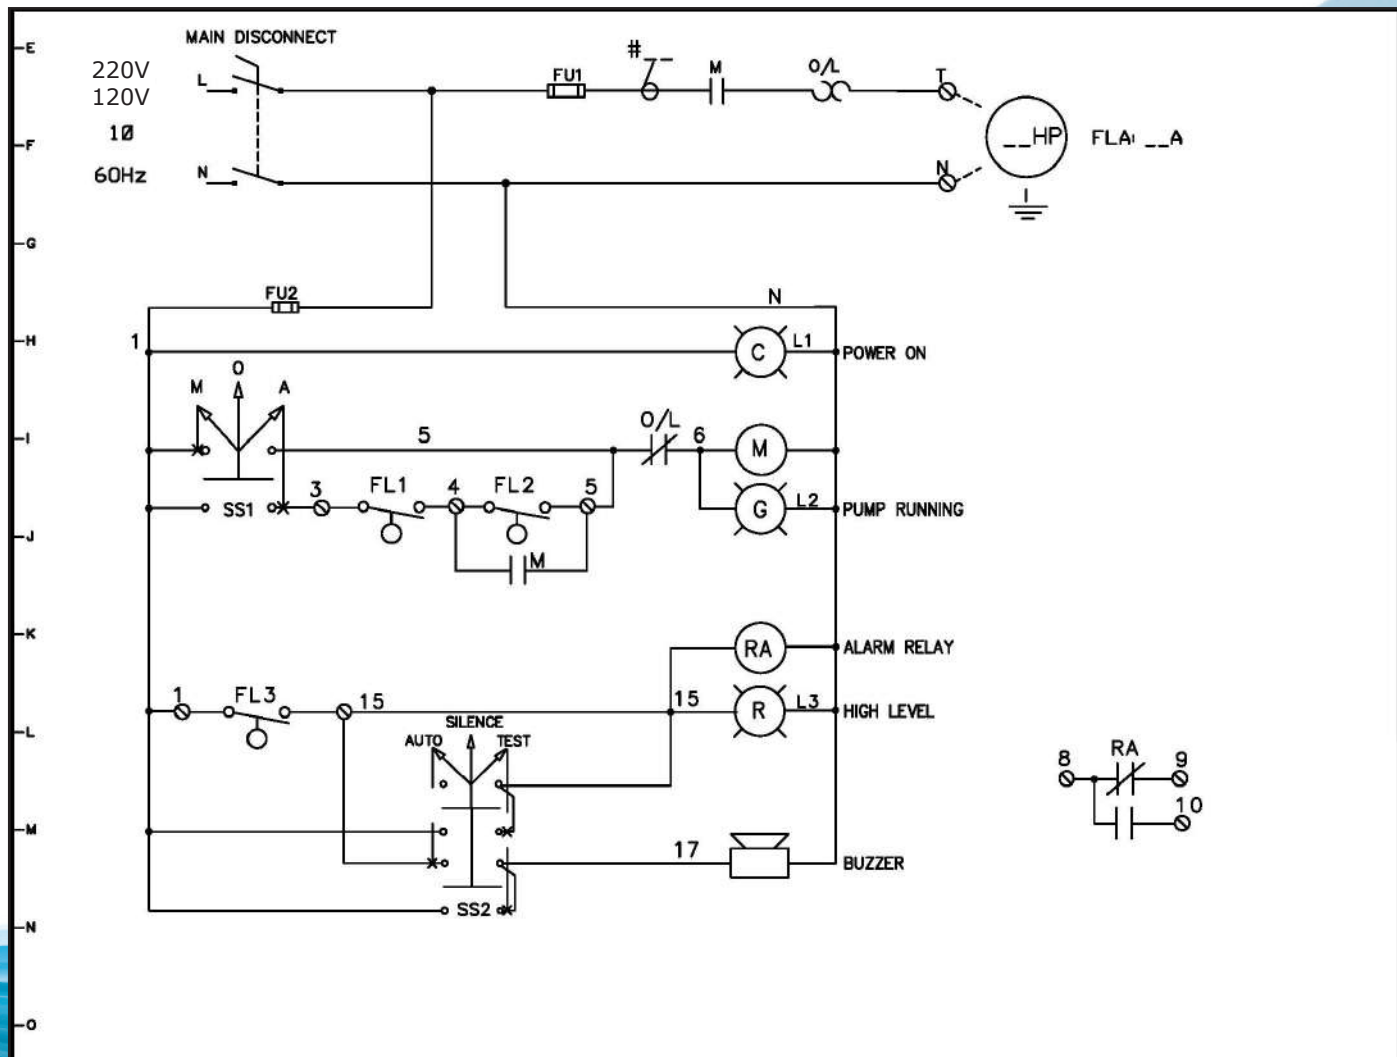 MAIN DISCONNECT
E
220V
120V
L
FU1
#
M
O/L
T
1Ø
F
__HP
FLA: __A
60Hz
N
N
G
FU2
N
H
1
C
L1
POWER ON
M
O
A
I
5
O/L
6
M
SS1
3
FL1
4
FL2
5
G
L2
PUMP RUNNING
J
M
K
RA
ALARM RELAY
1
FL3
15
15
R
L3
HIGH LEVEL
L
SILENCE
AUTO
TEST
8
RA
9
10
M
17
BUZZER
SS2
N
O